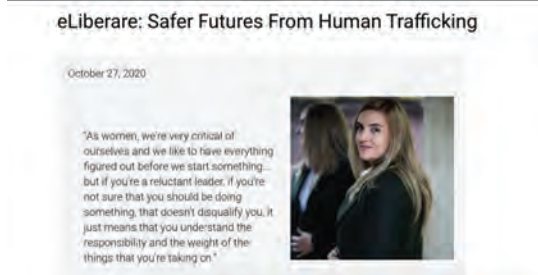 eLiberare: Safer Futures From Human Trafficking
October 27, 2020
"As women, we're very critical of
ourselves and we like to have everything
figured out before we start something...
but if you're a reluctant leader, if you're
not sure that you should be doing
something, that doesn't disqualify you, it
just means that you understand the
responsibility and the weight of the
things that you're taking on."